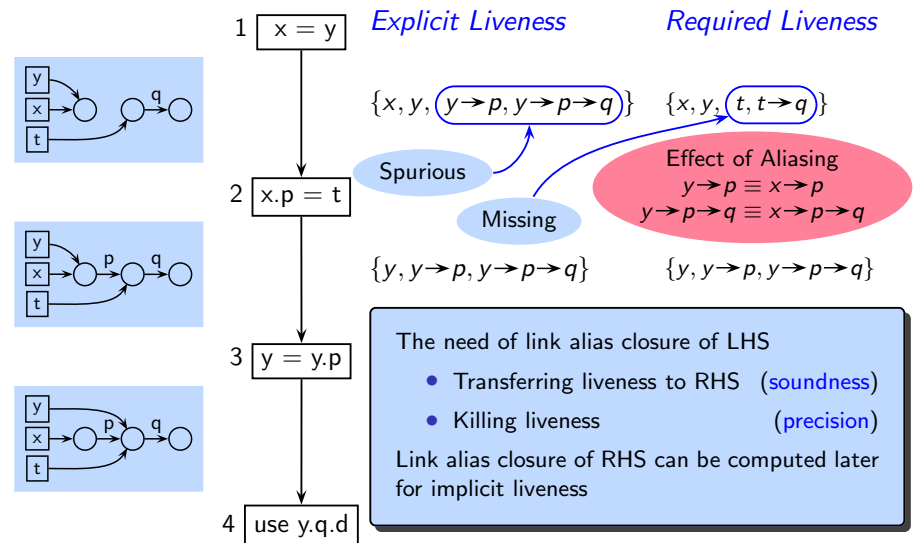 Explicit Liveness
Required Liveness
1
x = y
y
x
t
q
{x, y, y→p, y→p→q}
{x, y, t, t→q}
Spurious
Missing
Effect of Aliasing
y→p ≡ x→p
y→p→q ≡ x→p→q
2
x.p = t
y
x
t
p
q
{y, y→p, y→p→q}
{y, y→p, y→p→q}
3
y = y.p
The need of link alias closure of LHS
• Transferring liveness to RHS (soundness)
• Killing liveness (precision)
Link alias closure of RHS can be computed later
for implicit liveness
y
x
t
p
q
4
use y.q.d